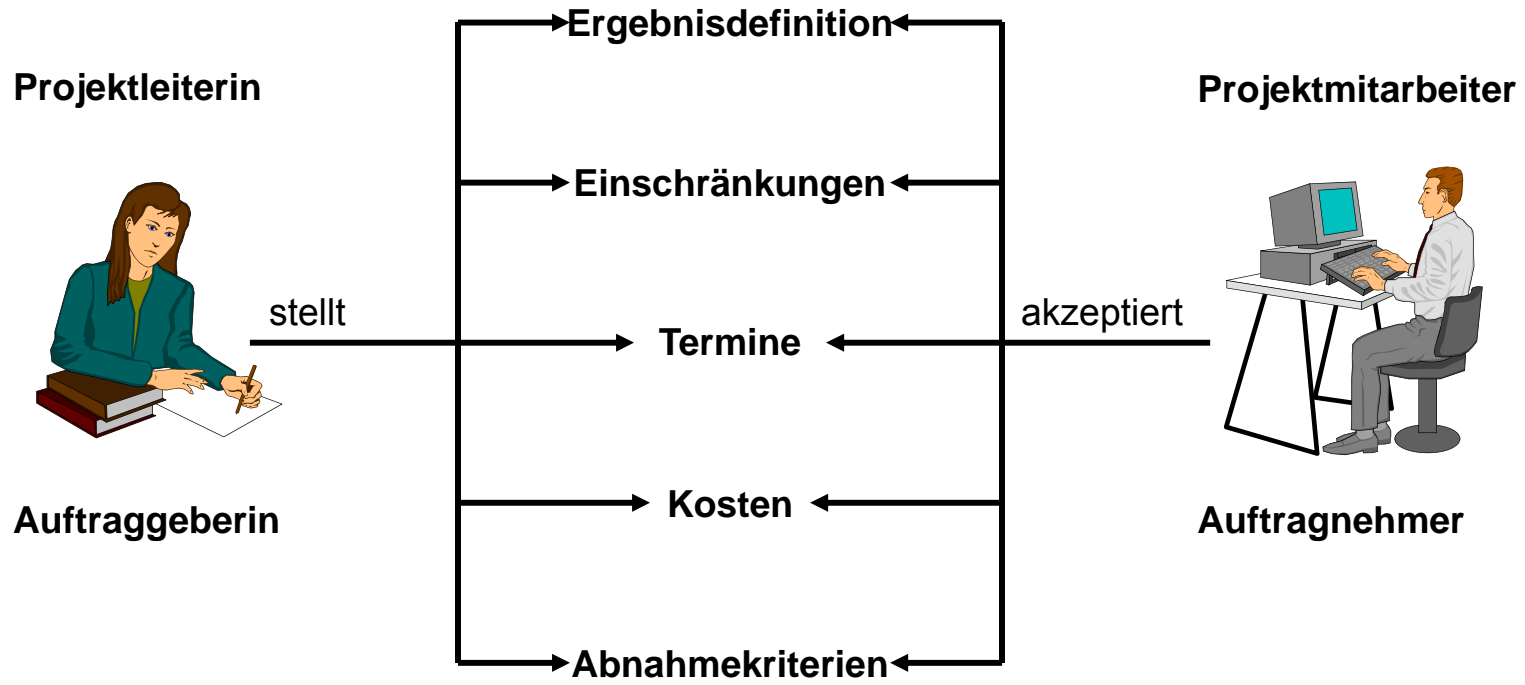 Ergebnisdefinition
Projektleiterin
Projektmitarbeiter
Einschränkungen
stellt
Termine
akzeptiert
Kosten
Auftraggeberin
Auftragnehmer
Abnahmekriterien